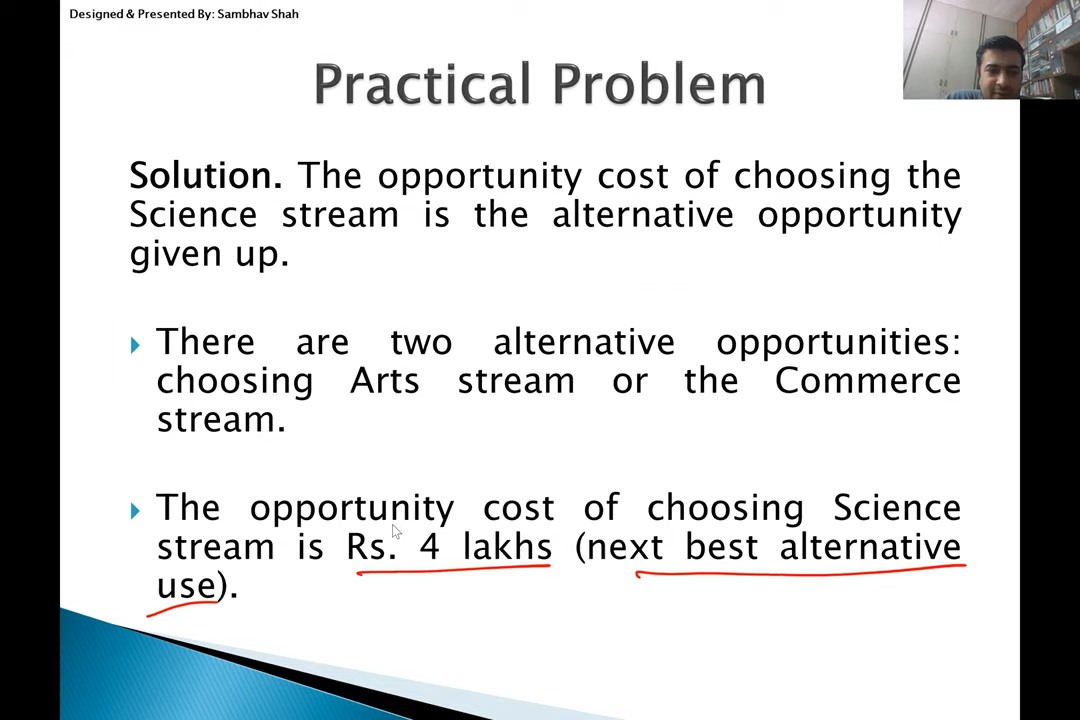 Designed & Presented By: Sambhav Shah
Practical Problem
Solution. The opportunity cost of choosing the
Science stream is the alternative opportunity
given up.
There are two alternative opportunities:
choosing Arts stream or the Commerce
stream.
The opportunity cost of choosing Science
stream is Rs. 4 lakhs (next best alternative
use).